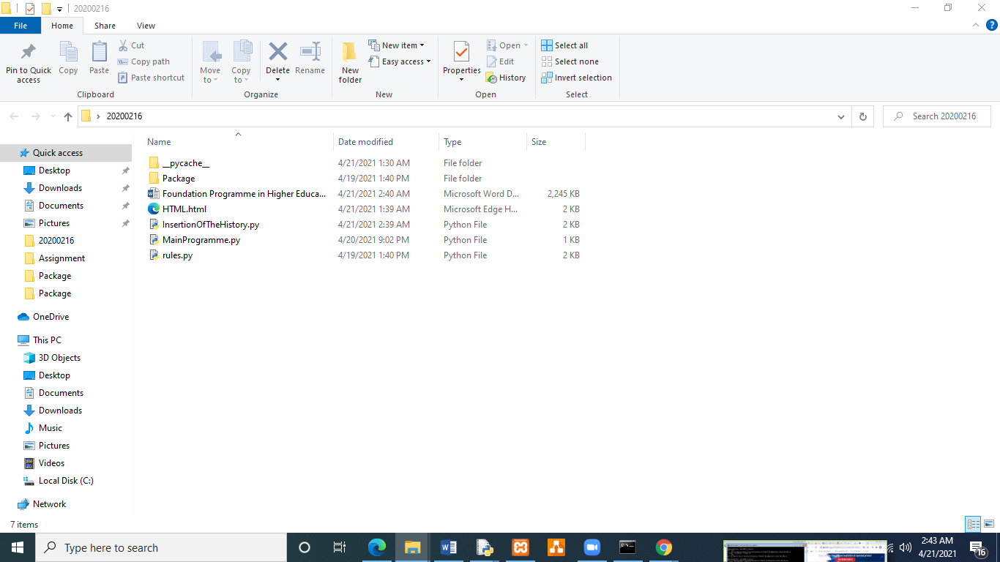 20200216
File Home Share View
Pin to Quick access
Copy
Paste
Cut
Copy path
Paste shortcut
Clipboard
Move to
Copy to
Delete
Rename
Organize
New folder
New item
Easy access
New
Properties
Open
Edit
History
Open
Select all
Select none
Invert selection
Select
20200216
Search 20200216
Name Date modified Type Size
__pycache__ 4/21/2021 1:30 AM File folder
Package 4/19/2021 1:40 PM File folder
Foundation Programme in Higher Educa... 4/21/2021 2:40 AM Microsoft Word D... 2,245 KB
HTML.html 4/21/2021 1:39 AM Microsoft Edge H... 2 KB
InsertionOfTheHistory.py 4/21/2021 2:39 AM Python File 2 KB
MainProgramme.py 4/20/2021 9:02 PM Python File 1 KB
rules.py 4/19/2021 1:40 PM Python File 2 KB
Quick access
Desktop
Downloads
Documents
Pictures
20200216
Assignment
Package
Package
OneDrive
This PC
3D Objects
Desktop
Documents
Downloads
Music
Pictures
Videos
Local Disk (C:)
Network
7 items
Type here to search
2:43 AM
4/21/2021
16